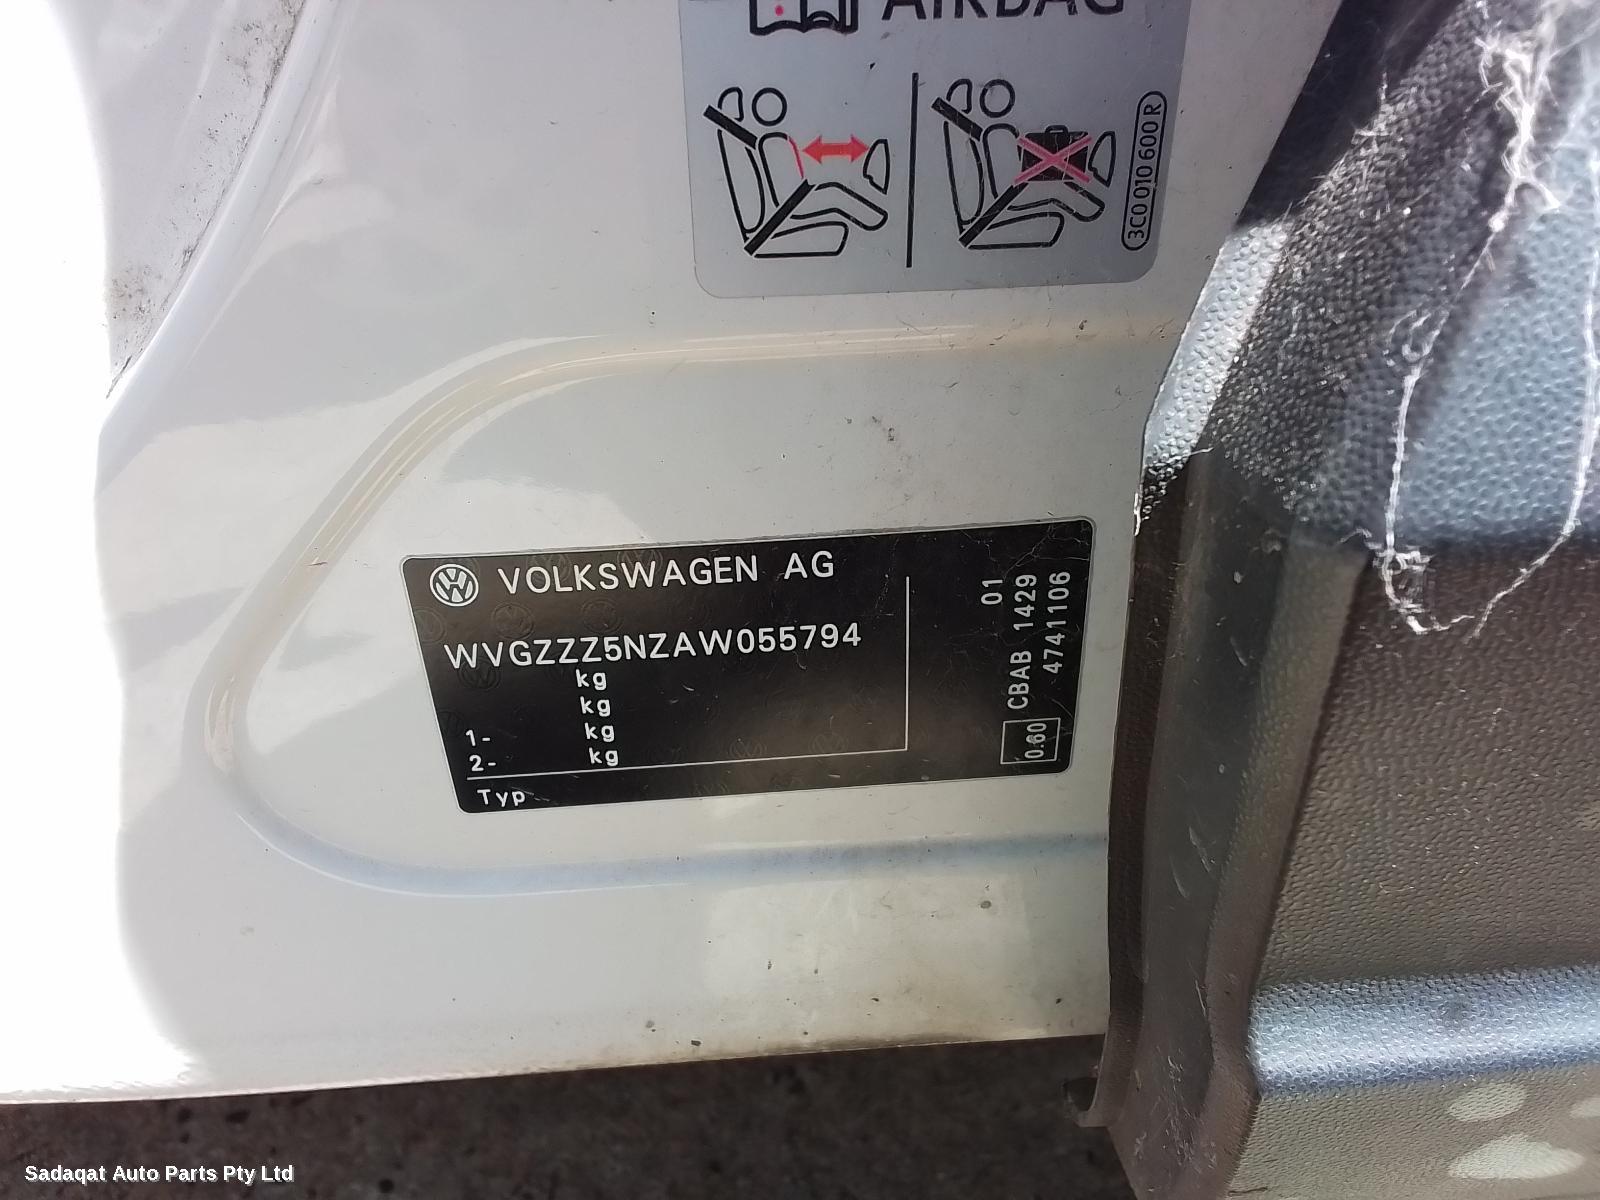 AIRBAG
3C0 010 600 R
VOLKSWAGEN AG
WVGZZZ5NZAW055794
kg
kg
1- kg
2- kg
Typ
01
CBAB 1429
4741106
0.60
Sadaqat Auto Parts Pty Ltd